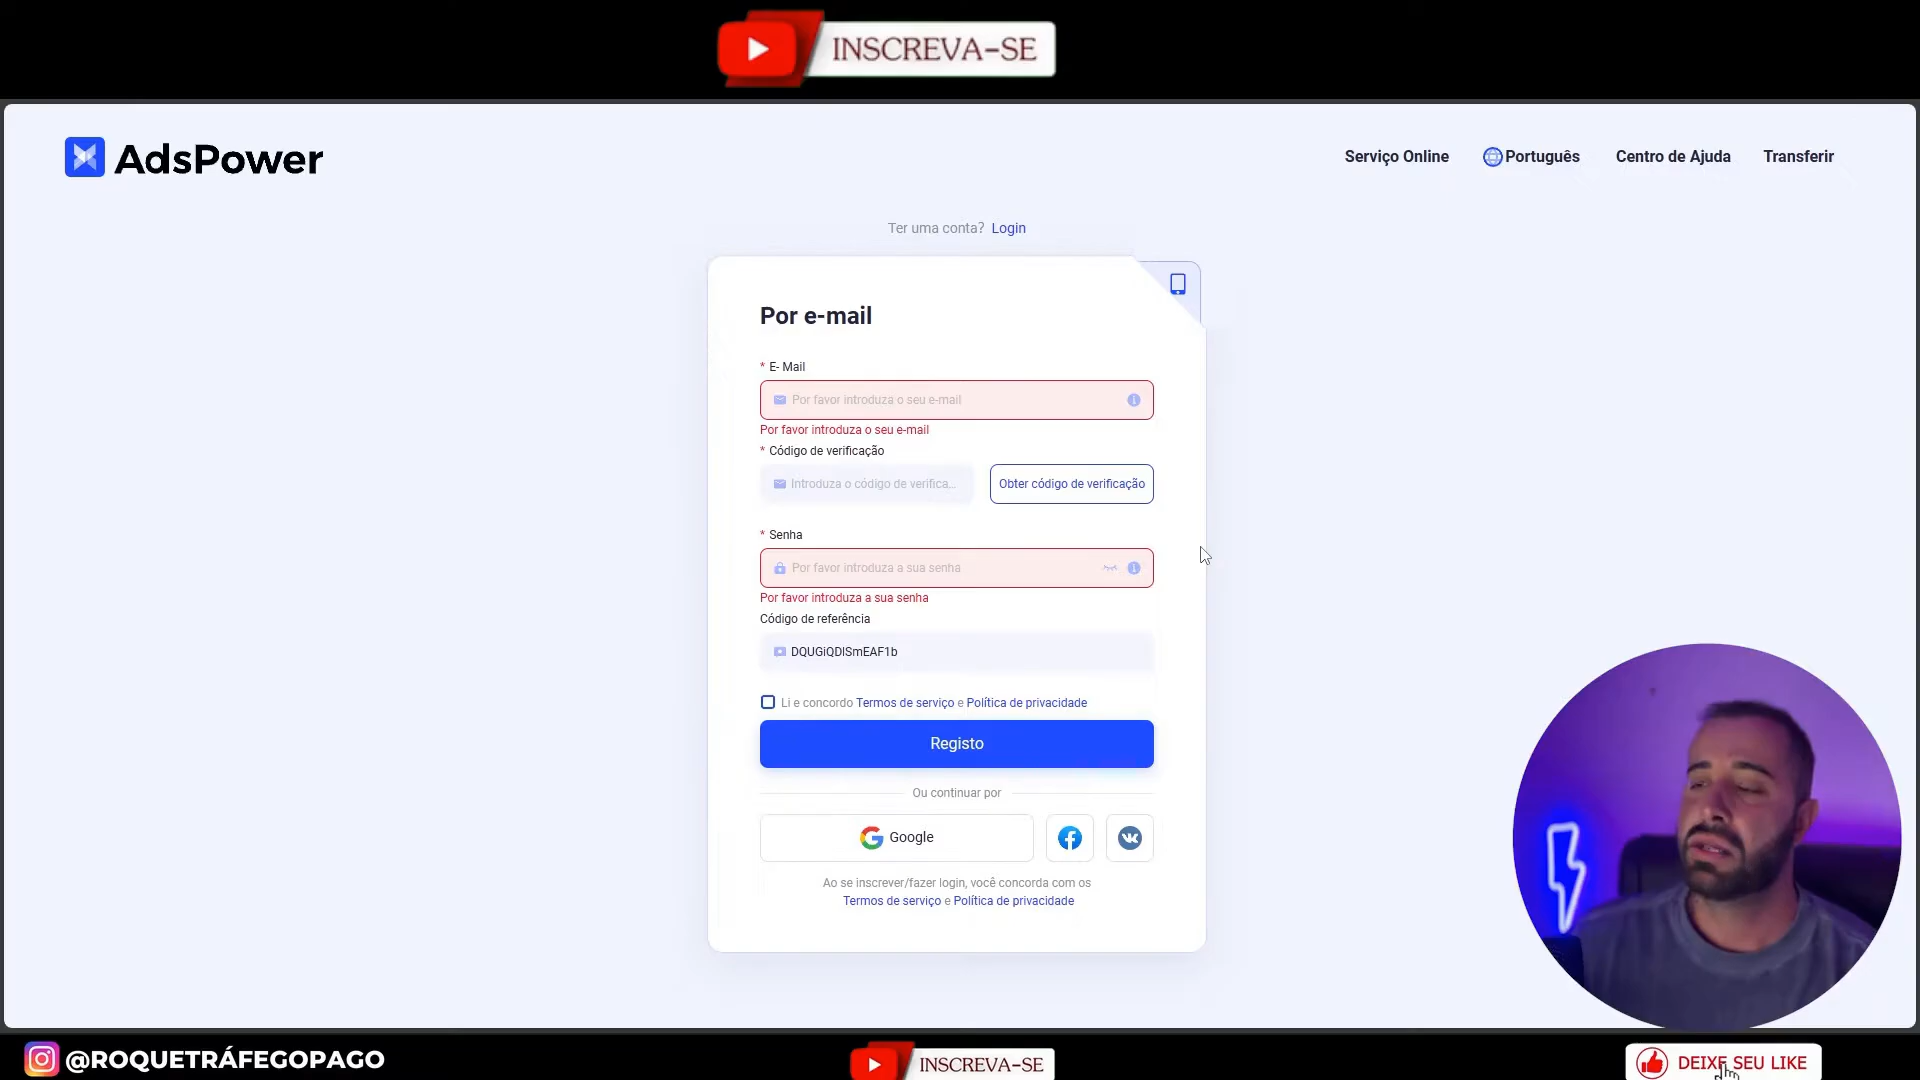 INSCREVA-SE
AdsPower
Serviço Online
Português
Centro de Ajuda
Transferir
Ter uma conta? Login
Por e-mail
* E- Mail
Por favor introduza o seu e-mail
Por favor introduza o seu e-mail
* Código de verificação
Introduza o código de verifica...
Obter código de verificação
* Senha
Por favor introduza a sua senha
Por favor introduza a sua senha
Código de referência
DQUGiQDlSmEAF1b
Li e concordo Termos de serviço e Política de privacidade
Registo
Ou continuar por
Google
Ao se inscrever/fazer login, você concorda com os
Termos de serviço e Política de privacidade
@ROQUETRÁFEGOPAGO
INSCREVA-SE
DEIXE SEU LIKE